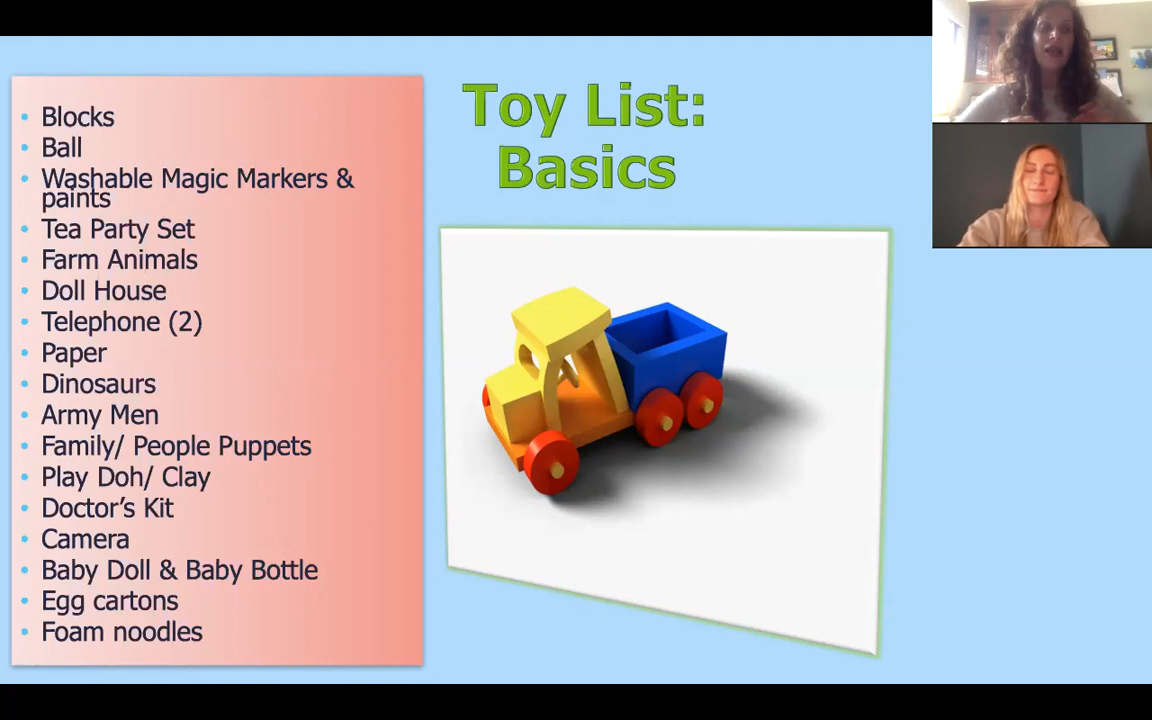 Toy List:
Basics
Blocks
Ball
Washable Magic Markers &
paints
Tea Party Set
Farm Animals
Doll House
Telephone (2)
Paper
Dinosaurs
Army Men
Family/ People Puppets
Play Doh/ Clay
Doctor’s Kit
Camera
Baby Doll & Baby Bottle
Egg cartons
Foam noodles